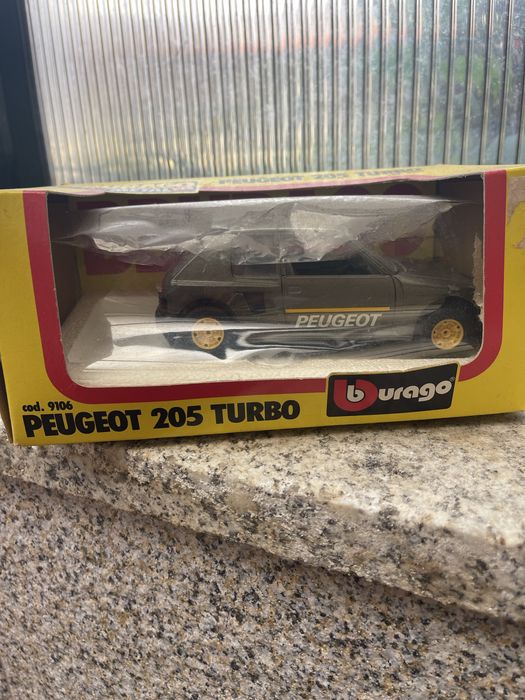 PEUGEOT 205 TURBO
PEUGEOT
cod. 9106
PEUGEOT 205 TURBO
burago